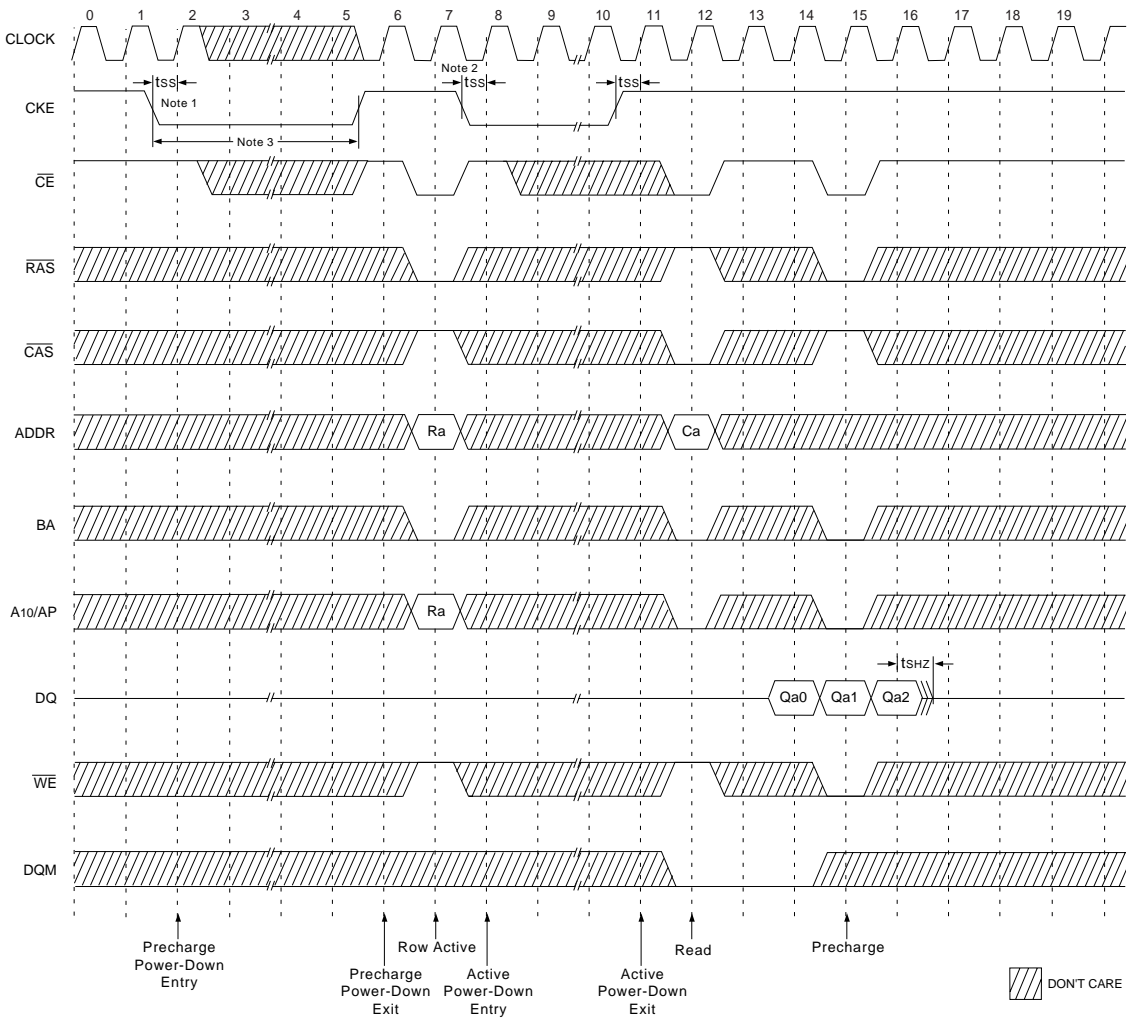 0 1 2 3 4 5 6 7 8 9 10 11 12 13 14 15 16 17 18 19
CLOCK
tSS Note 2 tSS tSS
Note 1
CKE
Note 3
CE
RAS
CAS
ADDR Ra Ca
BA
A10/AP Ra
tSHZ
DQ Qa0 Qa1 Qa2
WE
DQM
Precharge
Power-Down
Entry
Precharge
Power-Down
Exit
Row Active
Active
Power-Down
Entry
Active
Power-Down
Exit
Read
Precharge
DON'T CARE